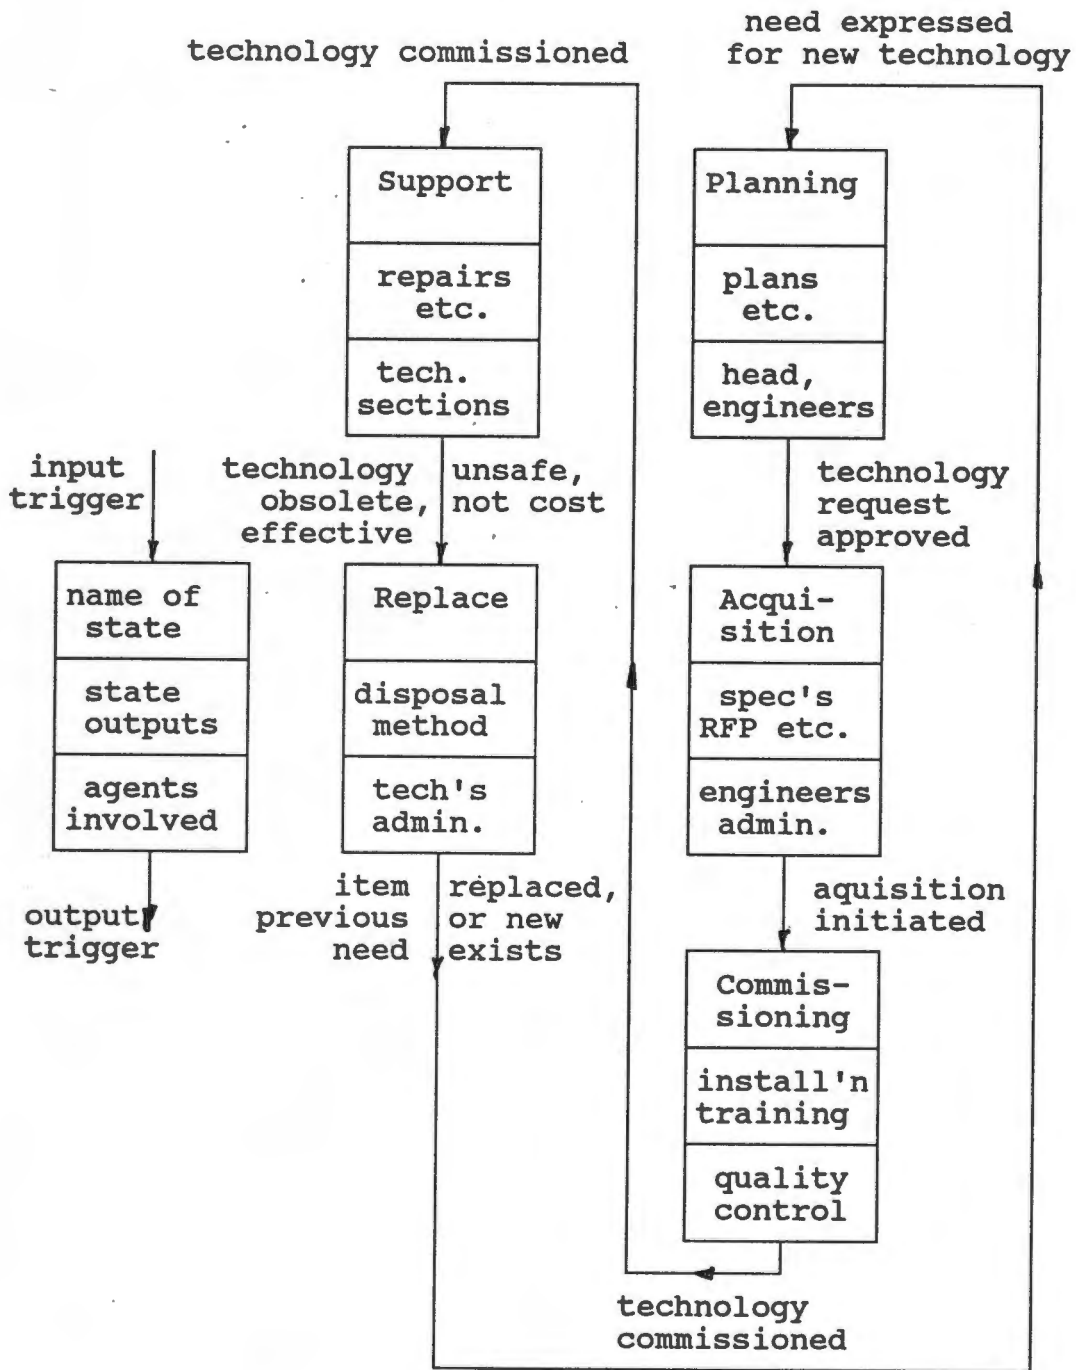 need expressed
for new technology
technology commissioned
Support
repairs
etc.
tech.
sections
Planning
plans
etc.
head,
engineers
input
trigger
name of
state
state
outputs
agents
involved
output
trigger
technology unsafe,
obsolete, not cost
effective
Replace
disposal
method
tech's
admin.
item replaced,
previous or new
need exists
technology
request
approved
Acqui-
sition
spec's
RFP etc.
engineers
admin.
aquisition
initiated
Commis-
sioning
install'n
training
quality
control
technology
commissioned